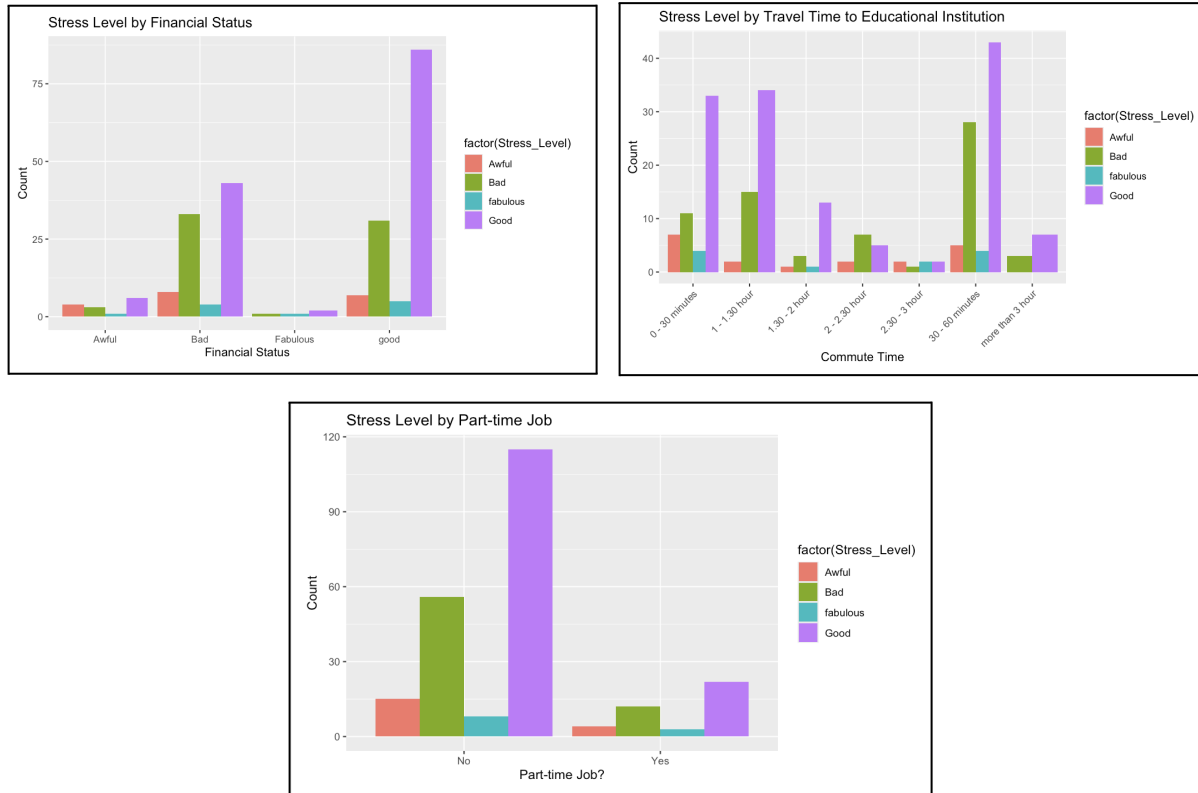 Stress Level by Financial Status
75
50
25
0
Count
Awful
Bad
Fabulous
good
Financial Status
factor(Stress_Level)
Awful
Bad
fabulous
Good
Stress Level by Travel Time to Educational Institution
40
30
20
10
0
Count
0 - 30 minutes
1 - 1.30 hour
1.30 - 2 hour
2 - 2.30 hour
2.30 - 3 hour
30 - 60 minutes
more than 3 hour
Commute Time
factor(Stress_Level)
Awful
Bad
fabulous
Good
Stress Level by Part-time Job
120
90
60
30
0
Count
No
Yes
Part-time Job?
factor(Stress_Level)
Awful
Bad
fabulous
Good